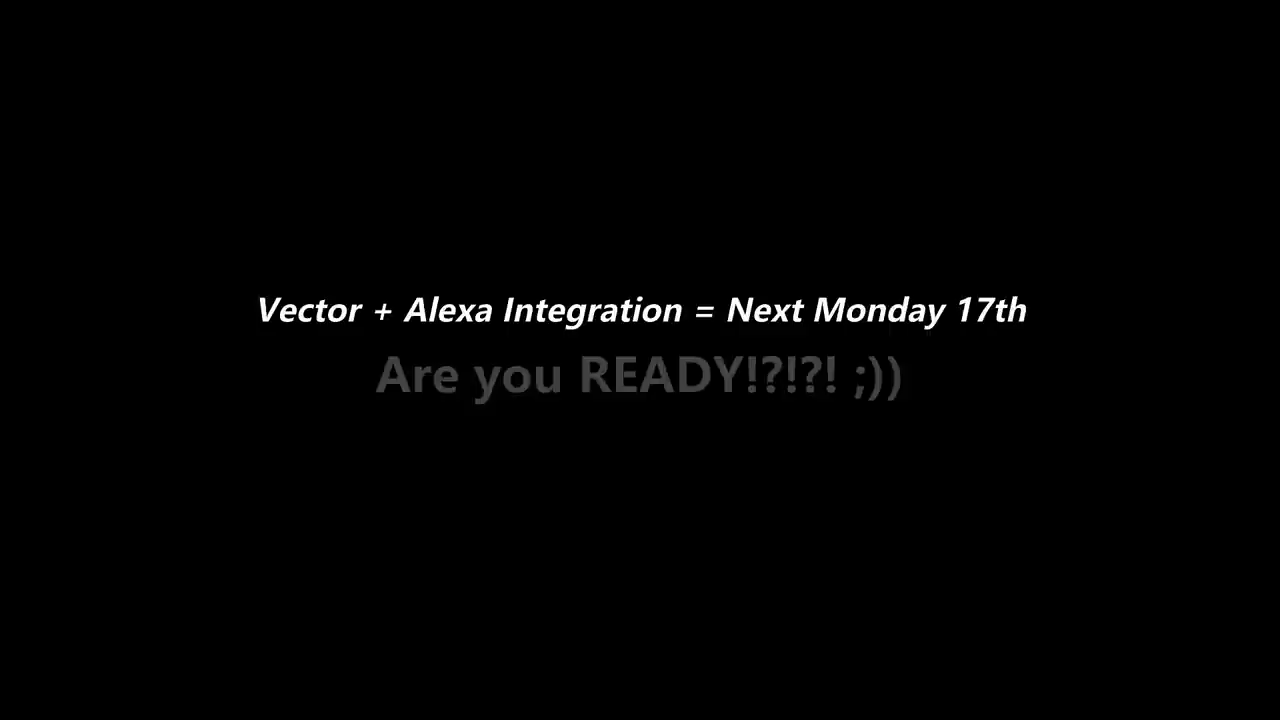 Vector + Alexa Integration = Next Monday 17th
Are you READY!?!?! ;))